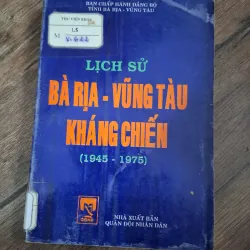 BAN CHẤP HÀNH ĐẢNG BỘ
TỈNH BÀ RỊA - VŨNG TÀU
LỊCH SỬ
BÀ RỊA - VŨNG TÀU
KHÁNG CHIẾN
(1945 - 1975)
NHÀ XUẤT BẢN
QUÂN ĐỘI NHÂN DÂN